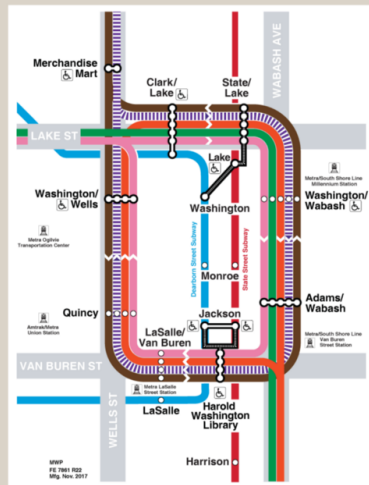 WABASH AVE
Merchandise
Mart
Clark/
Lake
State/
Lake
LAKE ST
Lake
Metra/South Shore Line
Millennium Station
Washington/
Wells
Washington
Washington/
Wabash
Metra Ogilvie
Transportation Center
Dearborn Street Subway
State Street Subway
Monroe
Quincy
Jackson
Adams/
Wabash
Amtrak/Metra
Union Station
LaSalle/
Van Buren
Metra/South Shore Line
Van Buren
Street Station
VAN BUREN ST
Metra LaSalle
Street Station
WELLS ST
LaSalle
Harold
Washington
Library
Harrison
MWP
FE 7661 R22
Mfg. Nov. 2017